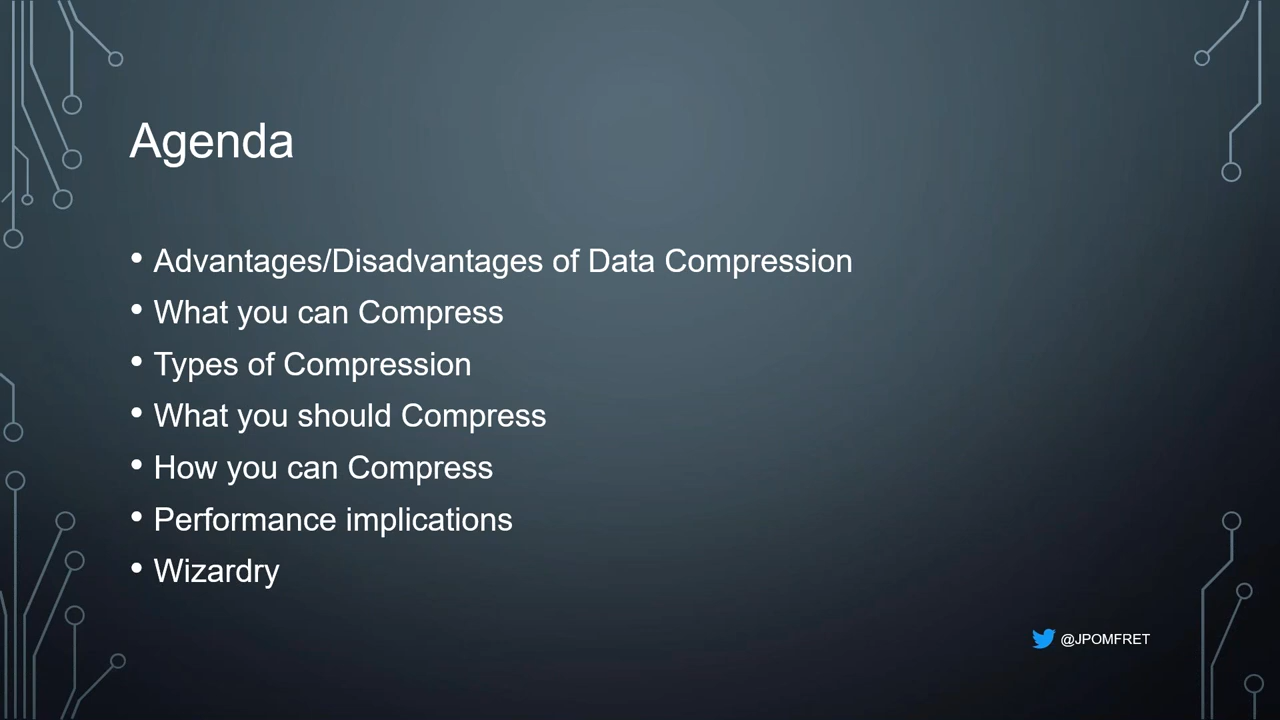 Agenda
• Advantages/Disadvantages of Data Compression
• What you can Compress
• Types of Compression
• What you should Compress
• How you can Compress
• Performance implications
• Wizardry
@JPOMFRET